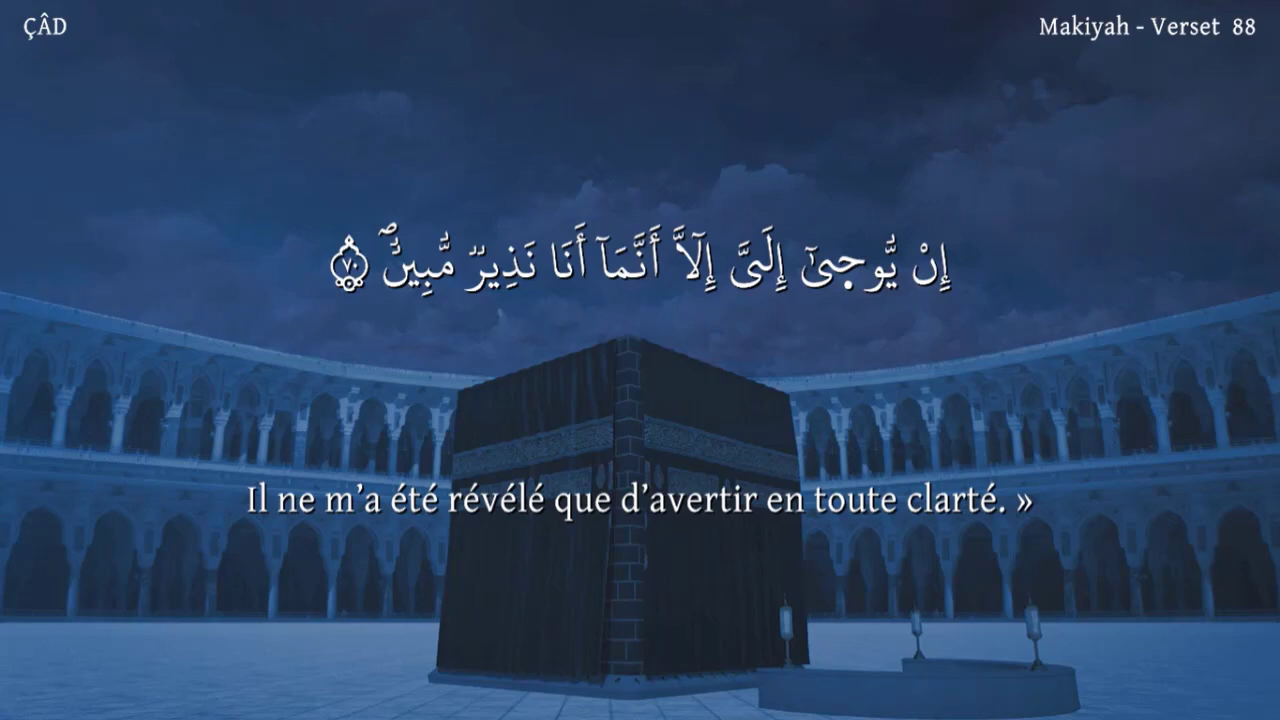 ÇÂD
Makiyah - Verset 88
إِنْ يُّوحٰىٓ إِلَىَّ إِلَّآ أَنَّمَآ أَنَا نَذِيرٌ مُّبِينٌ ۝٧٠
Il ne m’a été révélé que d’avertir en toute clarté. »